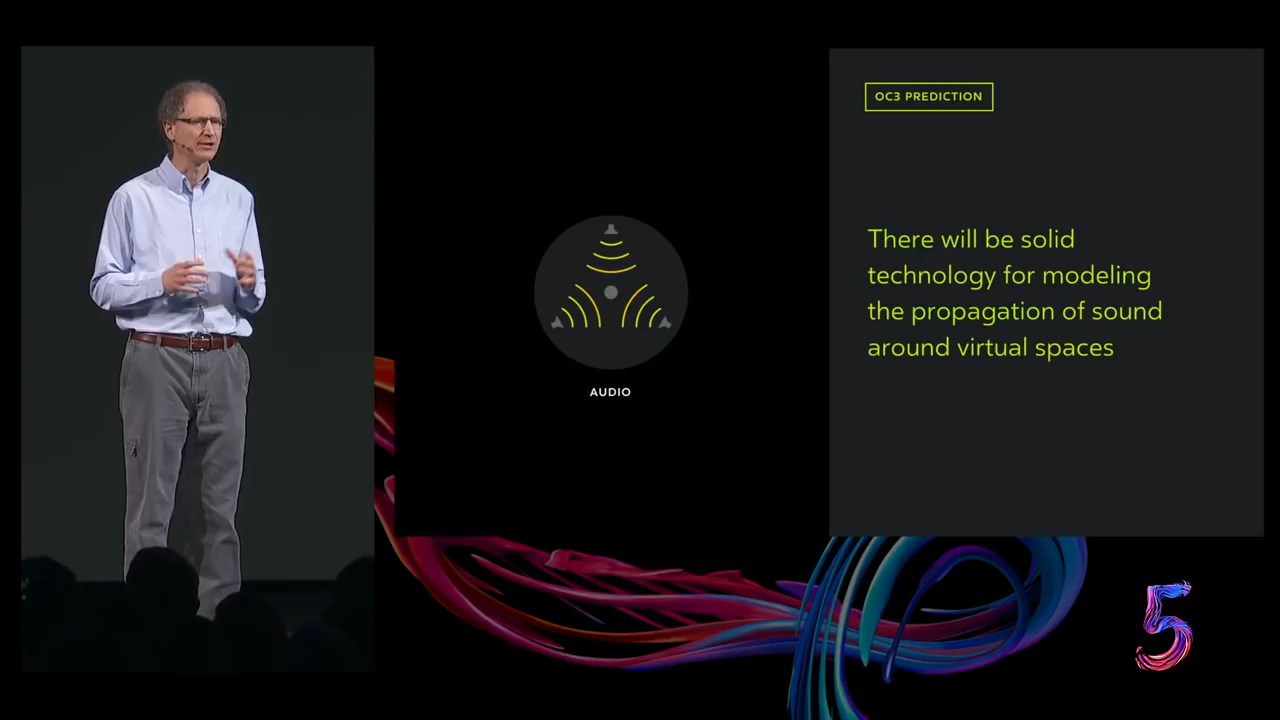 OC3 PREDICTION
There will be solid
technology for modeling
the propagation of sound
around virtual spaces
AUDIO
5